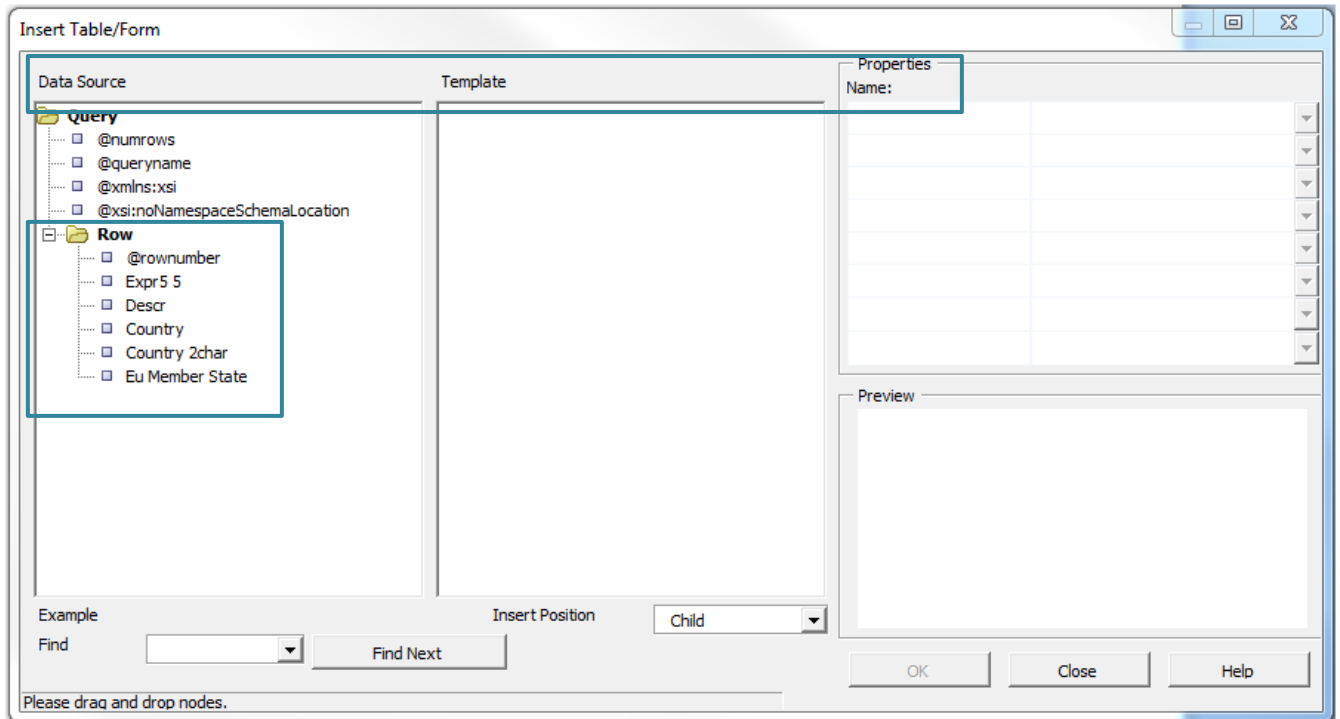 Insert Table/Form
Data Source
Template
Properties
Name:
Query
@numrows
@queryname
@xmlns:xsi
@xsi:noNamespaceSchemaLocation
Row
@rownumber
Expr5 5
Descr
Country
Country 2char
Eu Member State
Preview
Example
Insert Position
Child
Find
Find Next
OK
Close
Help
Please drag and drop nodes.